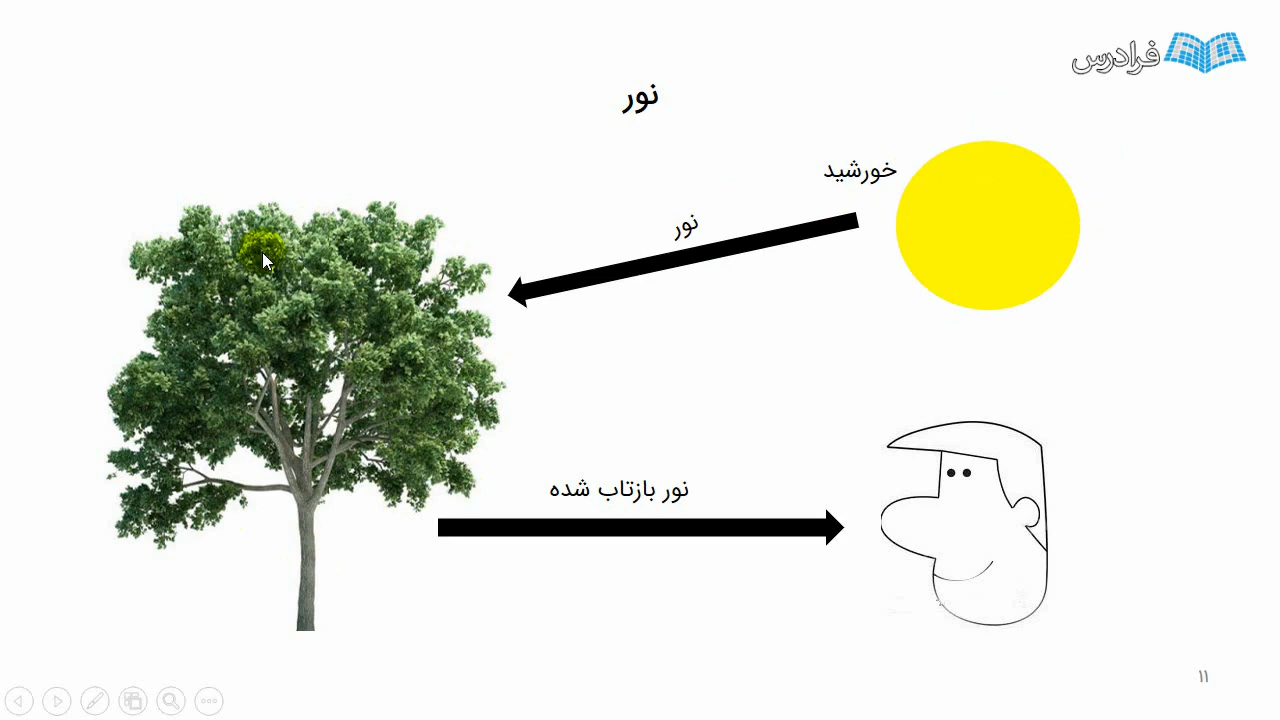 فرادرس
نور
خورشید
نور
نور بازتاب شده
۱۱